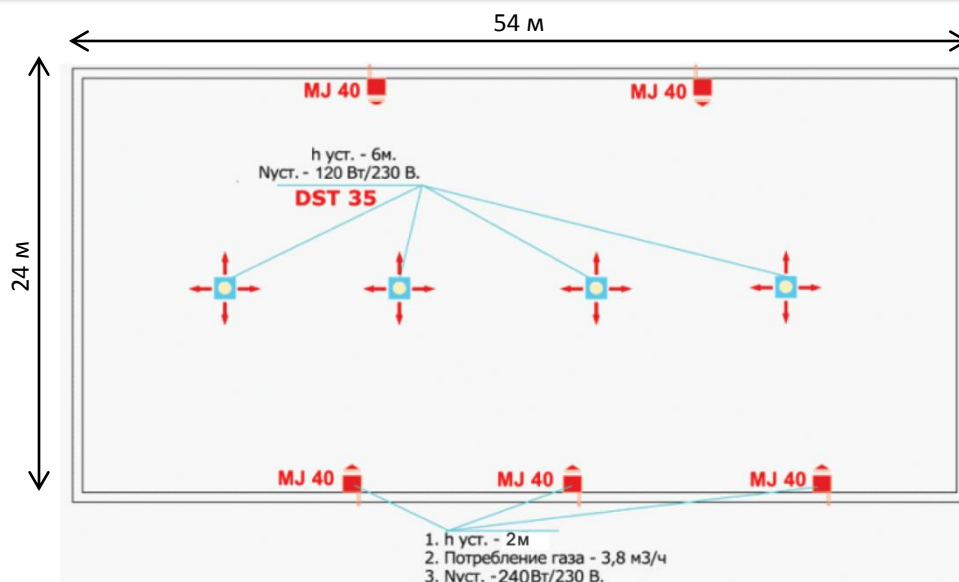 54 м
MJ 40
MJ 40
h уст. - 6м.
Nуст. - 120 Вт/230 В.
DST 35
24 м
MJ 40
MJ 40
MJ 40
1. h уст. - 2м
2. Потребление газа - 3,8 м3/ч
3. Nуст. -240Вт/230 В.